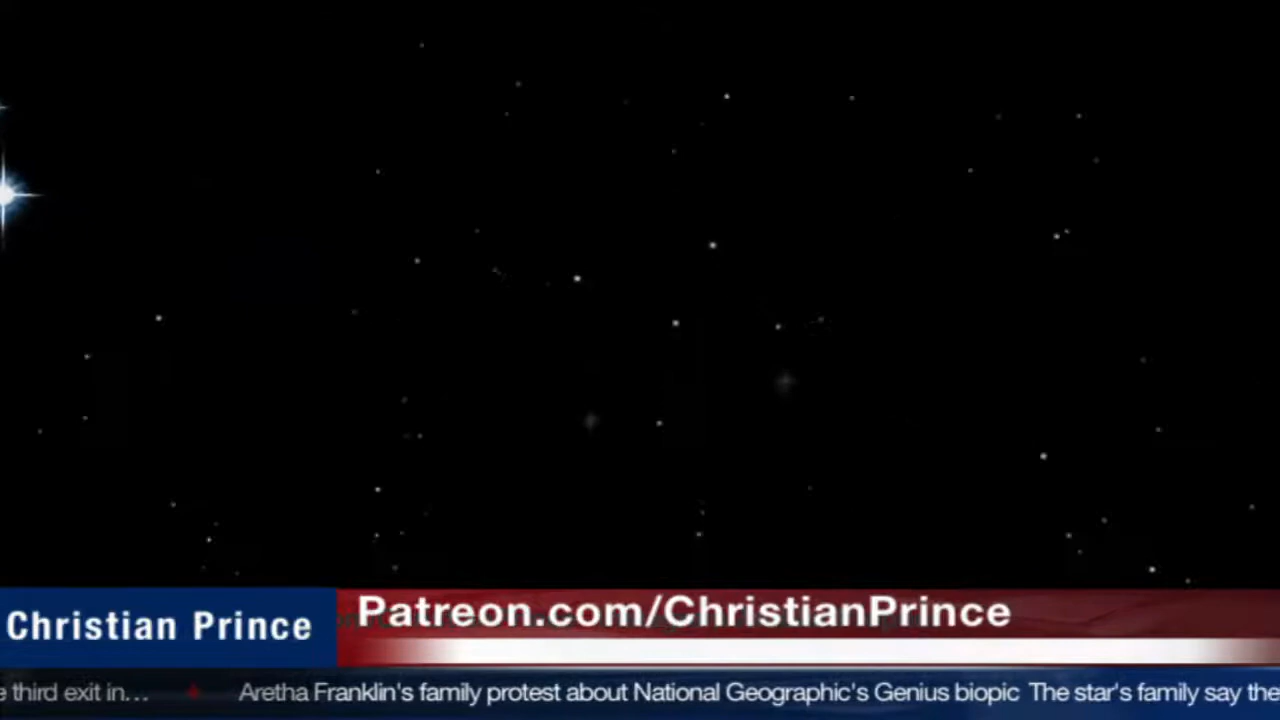 Patreon.com/ChristianPrince
Christian Prince
e third exit in... Aretha Franklin's family protest about National Geographic's Genius biopic The star's family say the